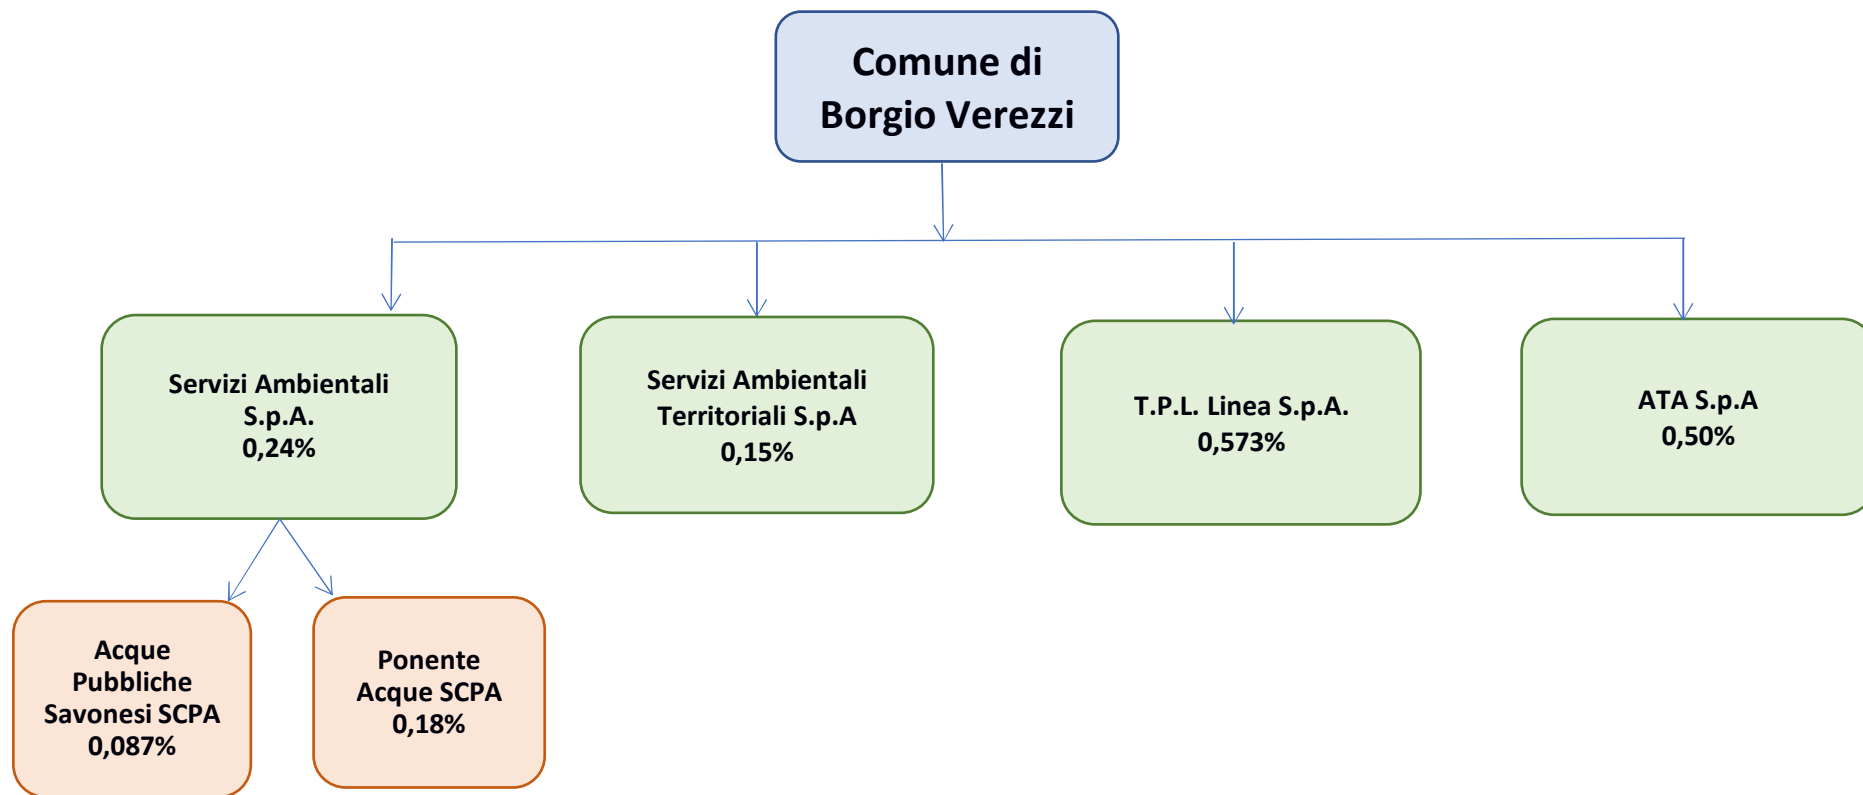 Comune di
Borgio Verezzi
Servizi Ambientali
S.p.A.
0,24%
Servizi Ambientali
Territoriali S.p.A
0,15%
T.P.L. Linea S.p.A.
0,573%
ATA S.p.A
0,50%
Acque
Pubbliche
Savonesi SCPA
0,087%
Ponente
Acque SCPA
0,18%